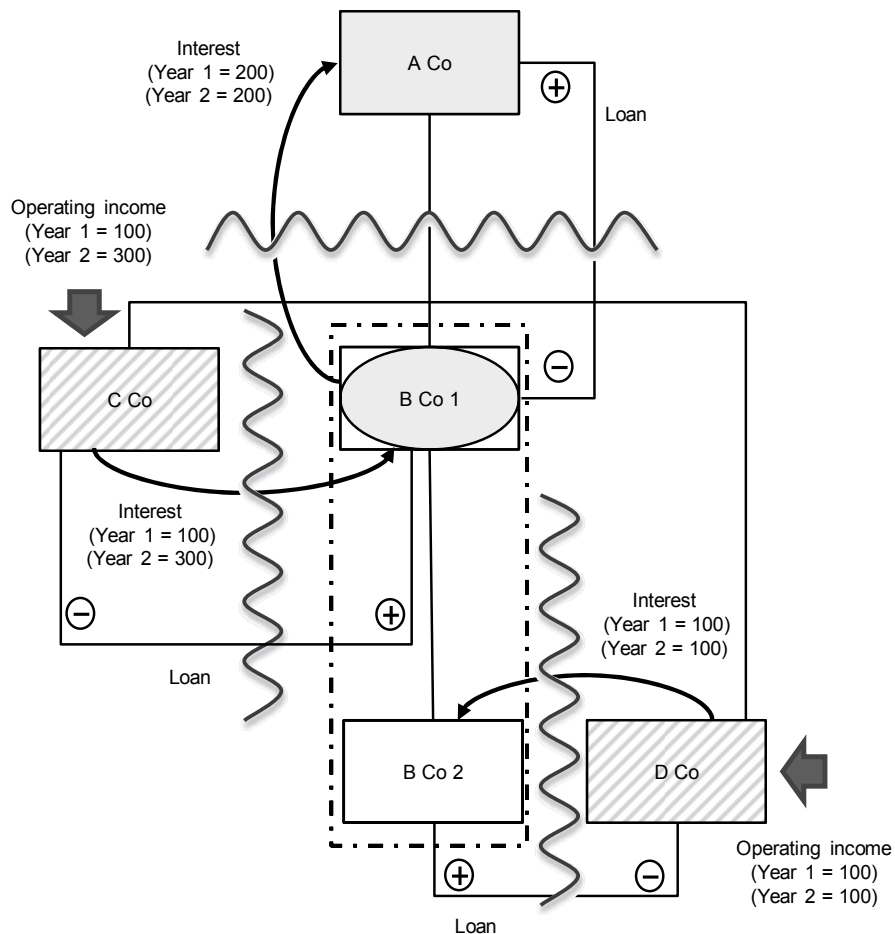 Interest
(Year 1 = 200)
(Year 2 = 200)
A Co
+
Loan
Operating income
(Year 1 = 100)
(Year 2 = 300)
C Co
B Co 1
−
Interest
(Year 1 = 100)
(Year 2 = 300)
−
+
Loan
Interest
(Year 1 = 100)
(Year 2 = 100)
B Co 2
D Co
Operating income
(Year 1 = 100)
(Year 2 = 100)
+
−
Loan